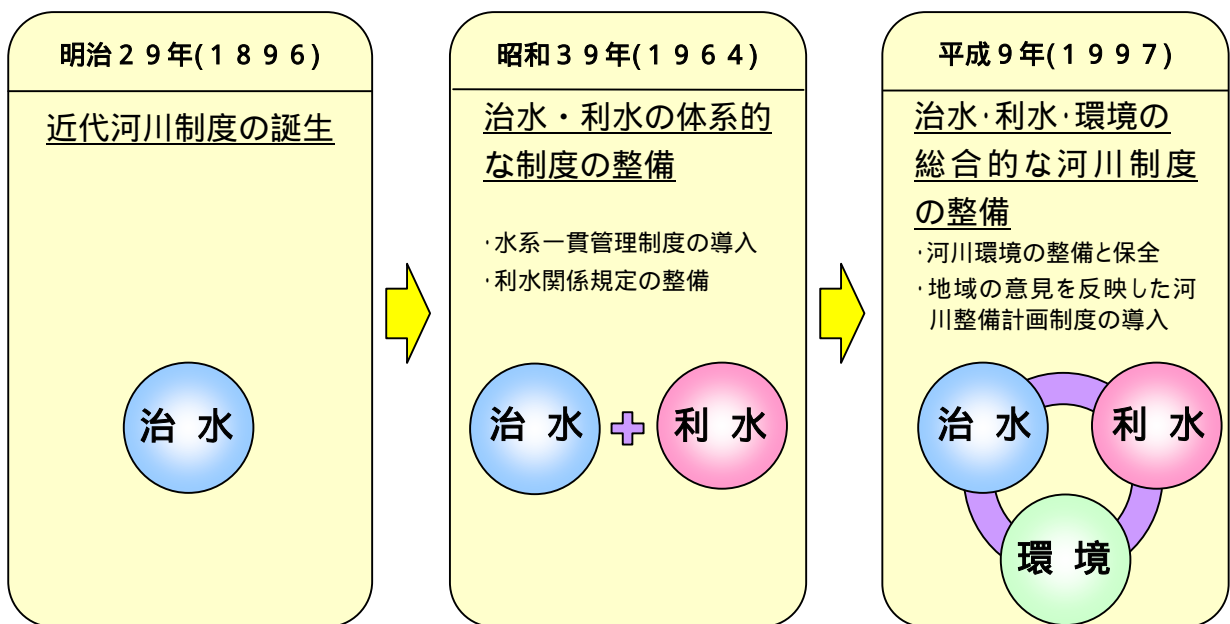 明治２９年(１８９６)
近代河川制度の誕生
治 水
昭和３９年(１９６４)
治水・利水の体系的
な制度の整備
・水系一貫管理制度の導入
・利水関係規定の整備
治 水
利 水
平成９年(１９９７)
治水・利水・環境の
総合的な河川制度
の整備
・河川環境の整備と保全
・地域の意見を反映した河
川整備計画制度の導入
治 水
利 水
環 境